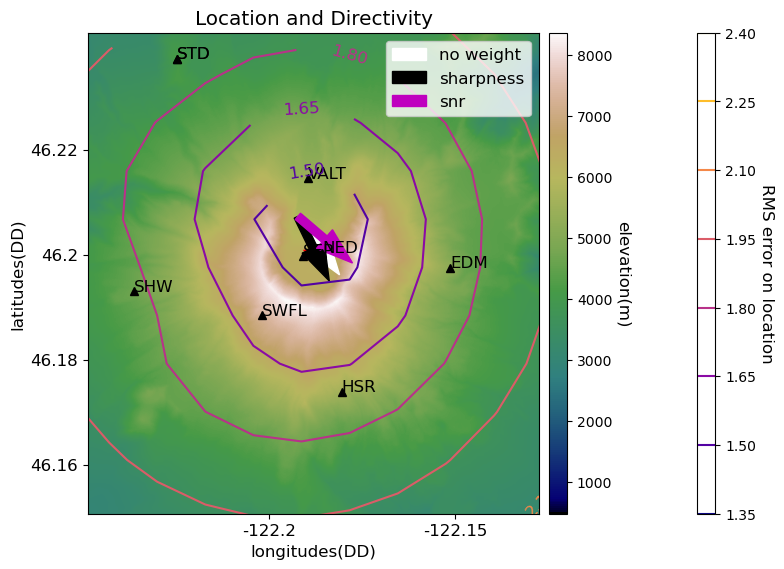 Location and Directivity
no weight
sharpness
snr
STD
1.80
1.65
1.50
VALT
NED
EDM
SHW
SWFL
HSR
46.22
46.2
46.18
46.16
-122.2
-122.15
latitudes(DD)
longitudes(DD)
8000
7000
6000
5000
4000
3000
2000
1000
elevation(m)
2.40
2.25
2.10
1.95
1.80
1.65
1.50
1.35
RMS error on location